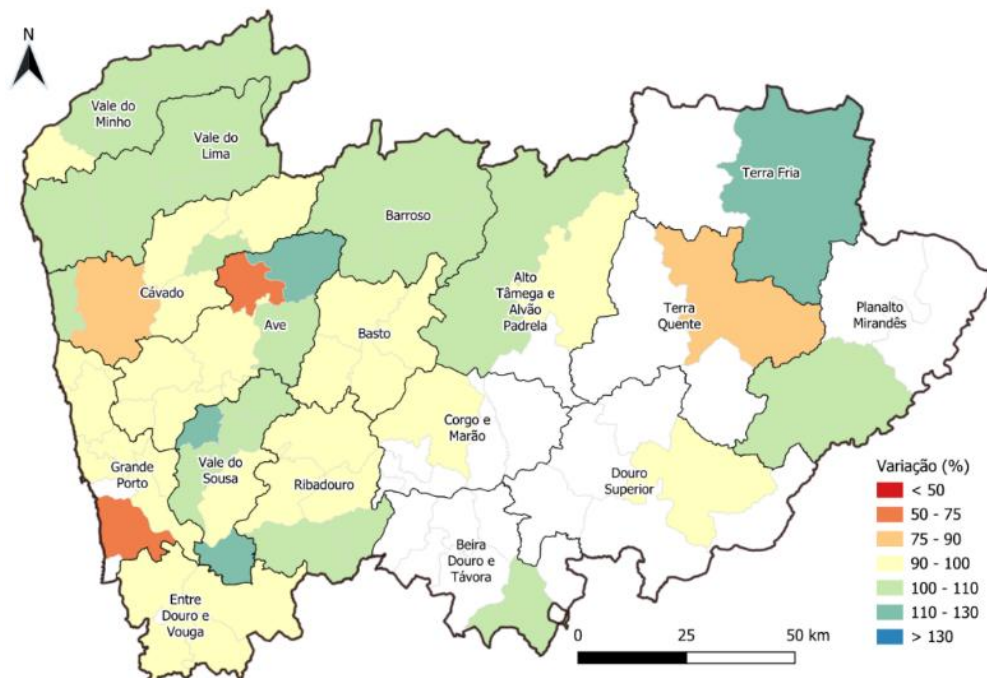 N
Vale do
Minho
Vale do
Lima
Barroso
Terra Fria
Cávado
Ave
Basto
Alto
Tâmega e
Alvão
Padrela
Terra
Quente
Planalto
Mirandês
Grande
Porto
Vale do
Sousa
Ribadouro
Corgo e
Marão
Douro
Superior
Entre
Douro e
Vouga
Beira
Douro e
Távora
Variação (%)
< 50
50 - 75
75 - 90
90 - 100
100 - 110
110 - 130
> 130
0 25 50 km